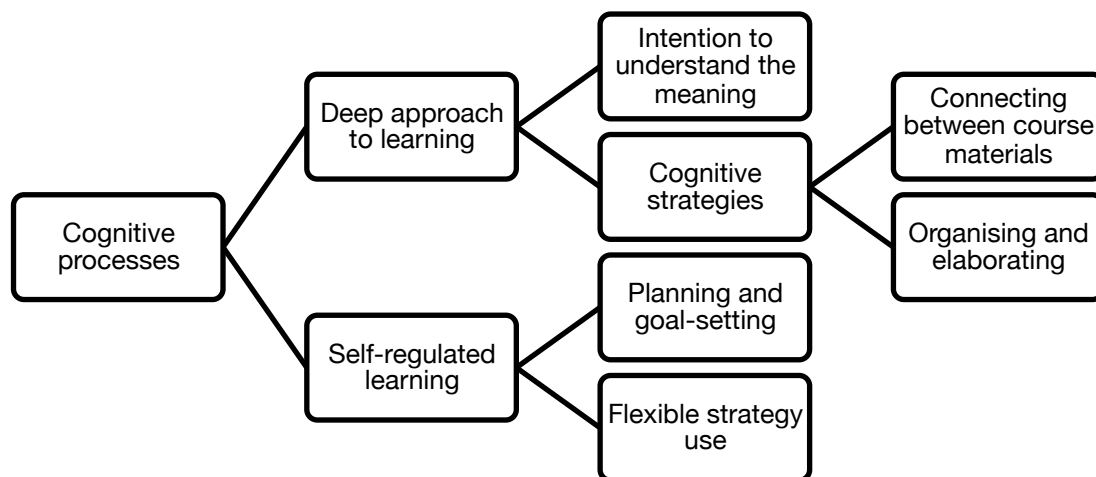 Cognitive
processes
Deep approach
to learning
Intention to
understand the
meaning
Cognitive
strategies
Connecting
between course
materials
Organising and
elaborating
Self-regulated
learning
Planning and
goal-setting
Flexible strategy
use